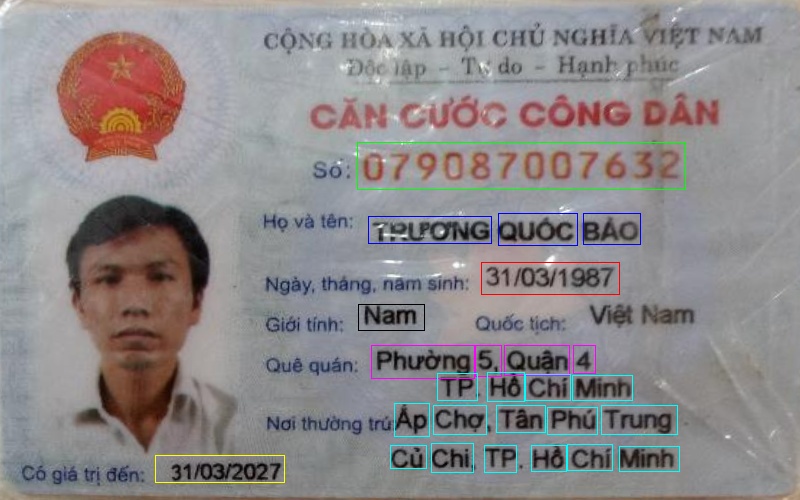 CỘNG HÒA XÃ HỘI CHỦ NGHĨA VIỆT NAM
Độc lập - Tự do - Hạnh phúc
CĂN CƯỚC CÔNG DÂN
Số: 079087007632
Họ và tên: TRƯƠNG QUỐC BẢO
Ngày, tháng, năm sinh: 31/03/1987
Giới tính: Nam Quốc tịch: Việt Nam
Quê quán: Phường 5, Quận 4
TP. Hồ Chí Minh
Nơi thường trú: Ấp Chợ, Tân Phú Trung
Củ Chi, TP. Hồ Chí Minh
Có giá trị đến: 31/03/2027